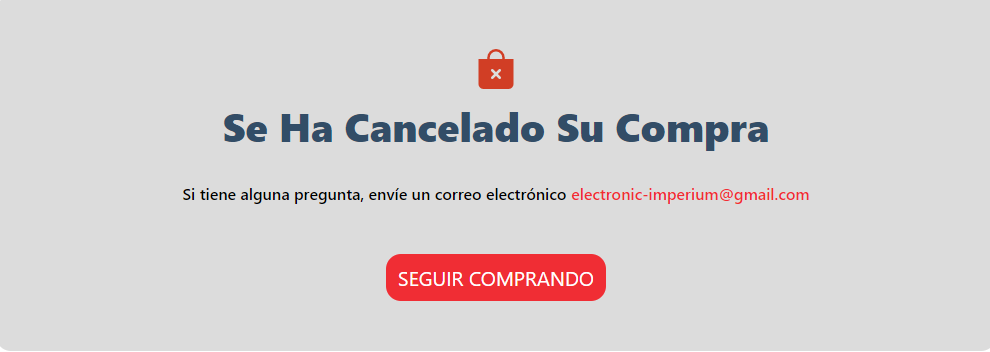 Se Ha Cancelado Su Compra
Si tiene alguna pregunta, envíe un correo electrónico electronic-imperium@gmail.com
SEGUIR COMPRANDO